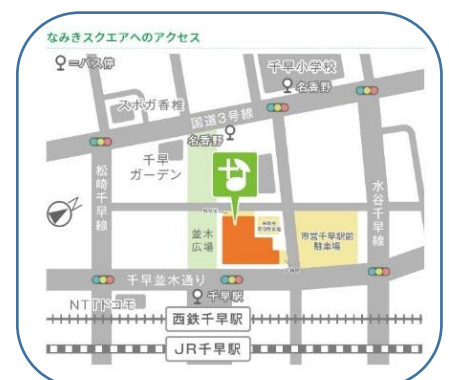 なみきスクエアへのアクセス
=バス停
千早小学校
名香野
スポガ香椎
国道3号線
名香野
千早
ガーデン
松崎千早線
水谷千早線
並木
広場
市営千早駅前
駐車場
千早並木通り
千早駅
NTTドコモ
西鉄千早駅
JR千早駅